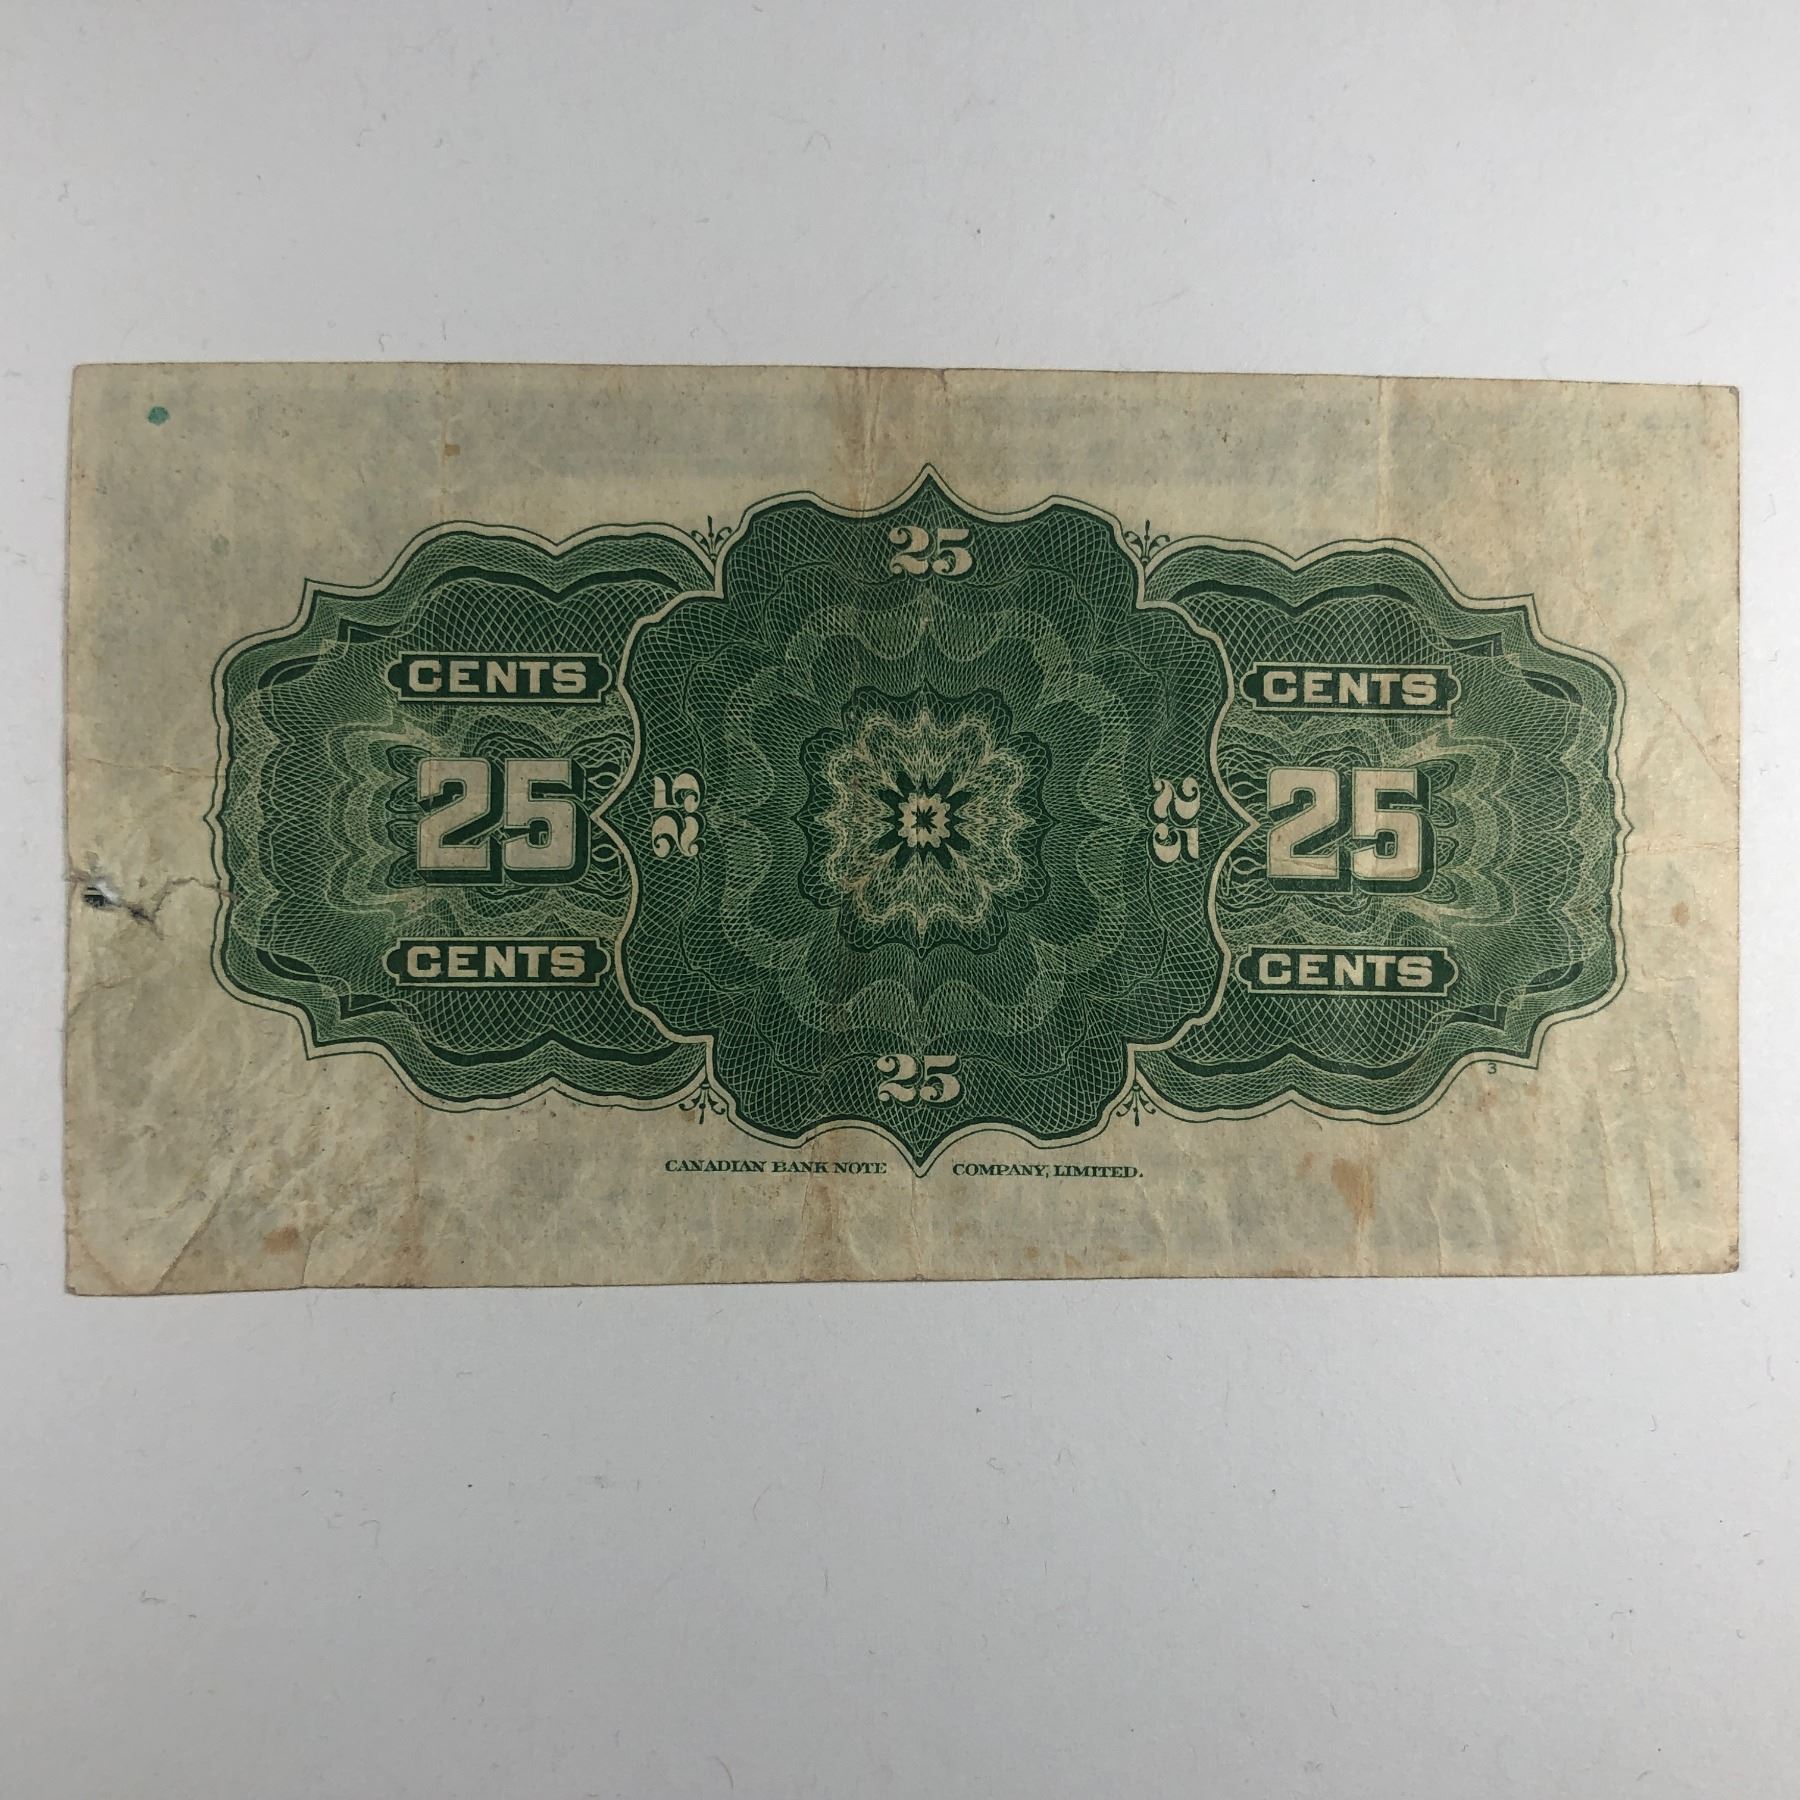 25
CENTS CENTS
25 25 25 25
CENTS CENTS
25
3
CANADIAN BANK NOTE COMPANY, LIMITED.